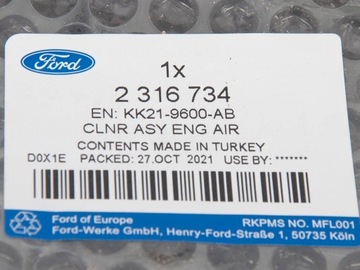 Ford
1x
2 316 734
EN: KK21-9600-AB
CLNR ASY ENG AIR
CONTENTS MADE IN TURKEY
D0X1E PACKED: 27.OCT 2021 USE BY: *******
Ford of Europe RKPMS NO. MFL001
Ford-Werke GmbH, Henry-Ford-Straße 1, 50735 Köln